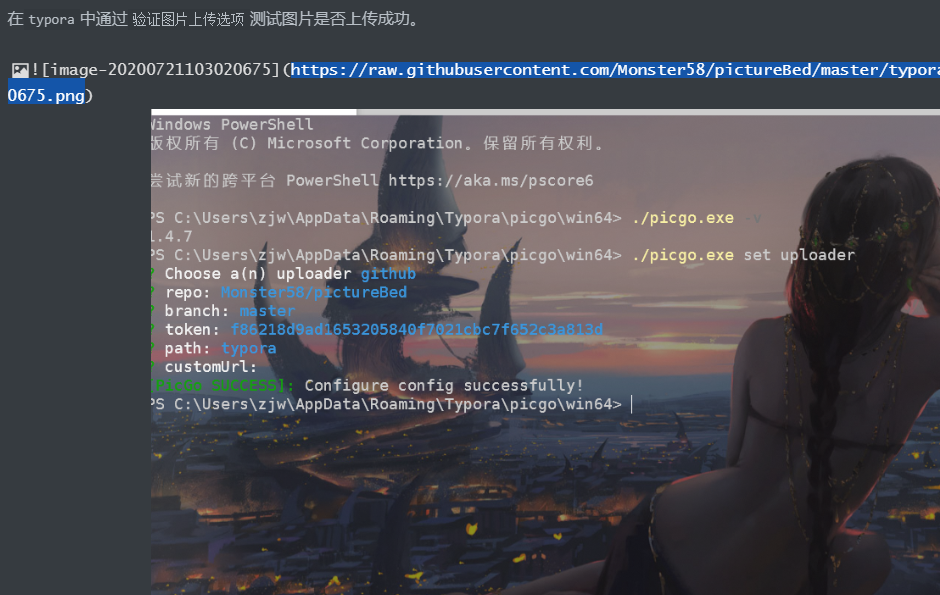 在 typora 中通过 验证图片上传选项 测试图片是否上传成功。
![image-20200721103020675](https://raw.githubusercontent.com/Monster58/pictureBed/master/typora
0675.png)
Windows PowerShell
版权所有 (C) Microsoft Corporation。保留所有权利。
尝试新的跨平台 PowerShell https://aka.ms/pscore6
PS C:\Users\zjw\AppData\Roaming\Typora\picgo\win64> ./picgo.exe -v
1.4.7
PS C:\Users\zjw\AppData\Roaming\Typora\picgo\win64> ./picgo.exe set uploader
? Choose a(n) uploader github
? repo: Monster58/pictureBed
? branch: master
? token: f86218d9ad1653205840f7021cbc7f652c3a813d
? path: typora
? customUrl:
[PicGo SUCCESS]: Configure config successfully!
PS C:\Users\zjw\AppData\Roaming\Typora\picgo\win64>